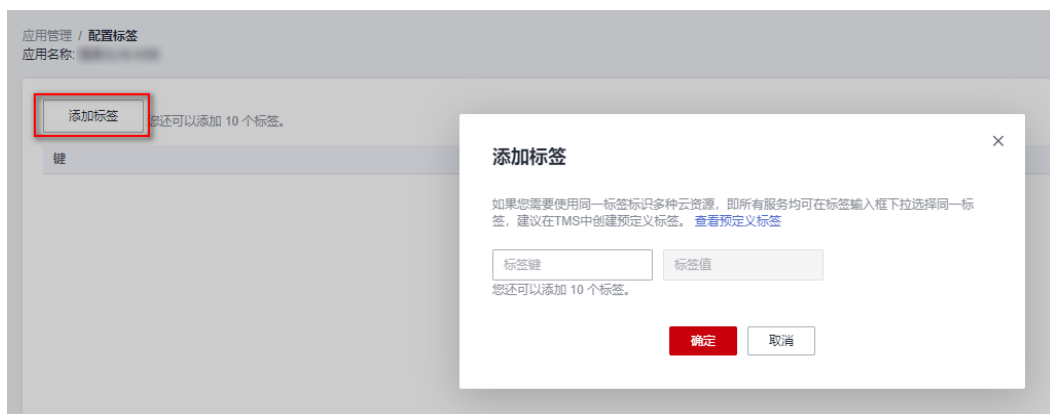 应用管理 / 配置标签
应用名称:
添加标签
您还可以添加 10 个标签。
键
添加标签
如果您需要使用同一标签标识多种云资源，即所有服务均可在标签输入框下拉选择同一标
签，建议在TMS中创建预定义标签。 查看预定义标签
标签键
标签值
您还可以添加 10 个标签。
确定
取消